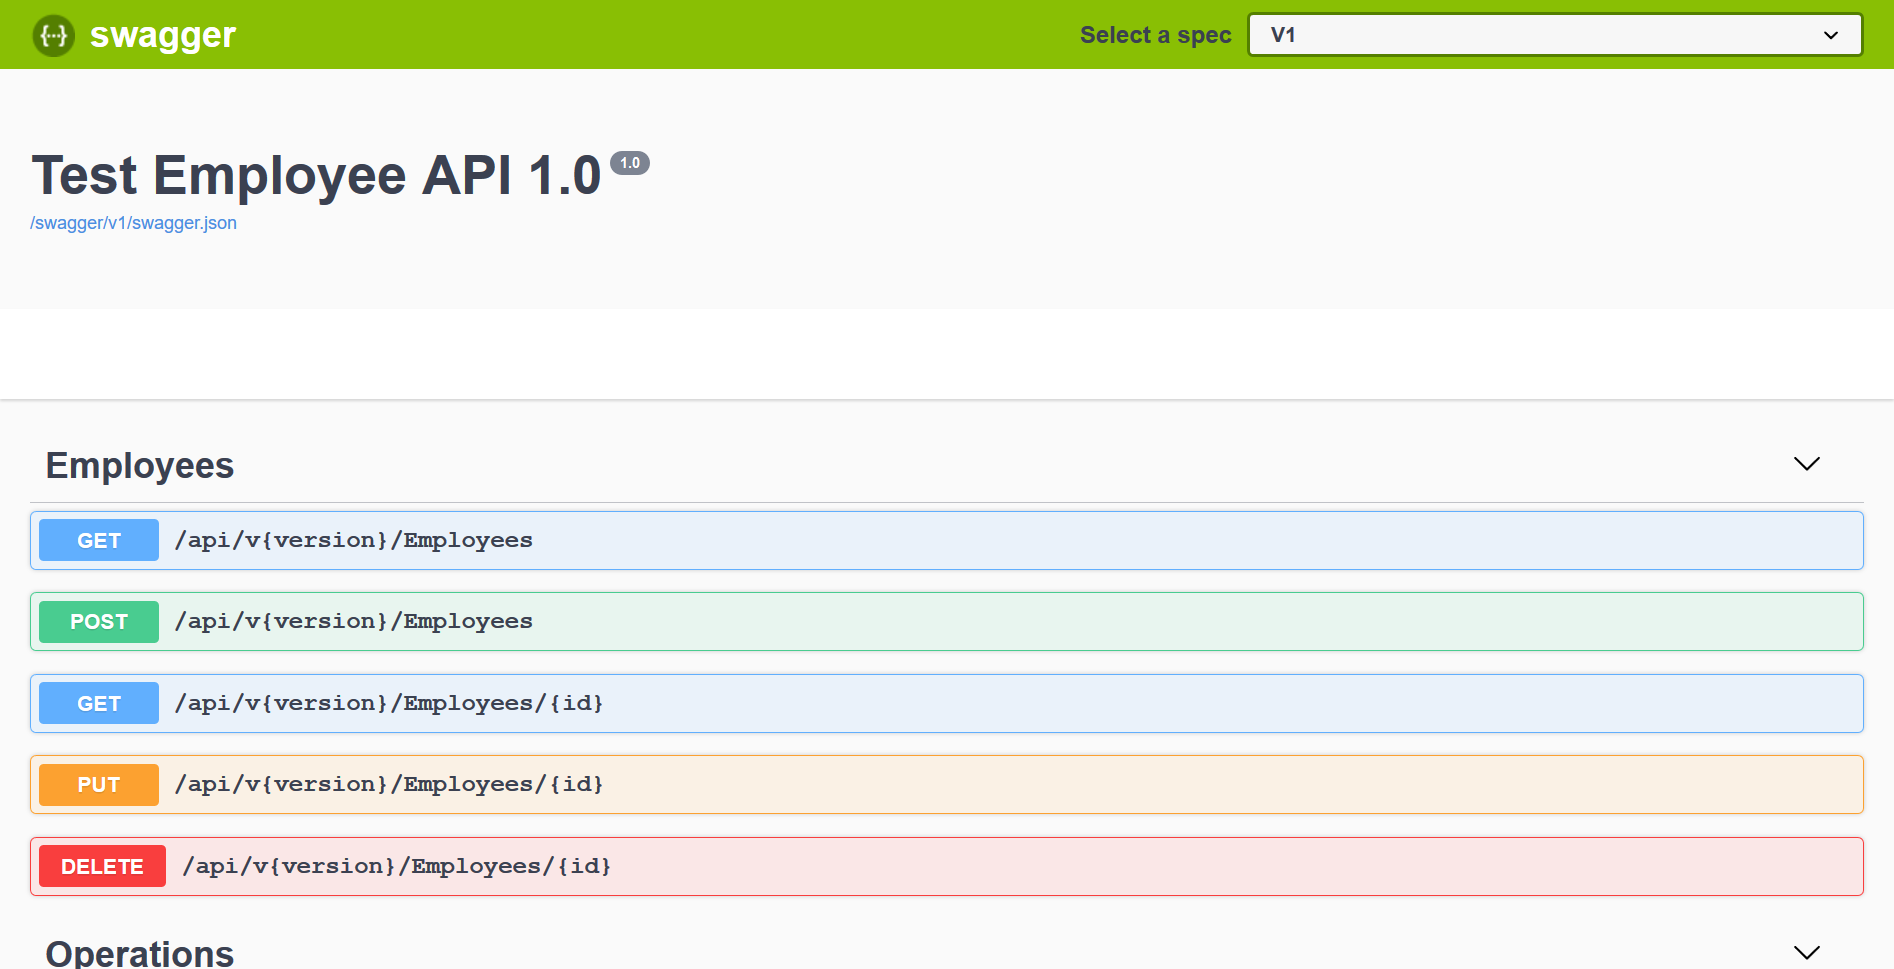 {···} swagger
Select a spec V1
Test Employee API 1.0 1.0
/swagger/v1/swagger.json
Employees
GET /api/v{version}/Employees
POST /api/v{version}/Employees
GET /api/v{version}/Employees/{id}
PUT /api/v{version}/Employees/{id}
DELETE /api/v{version}/Employees/{id}
Operations